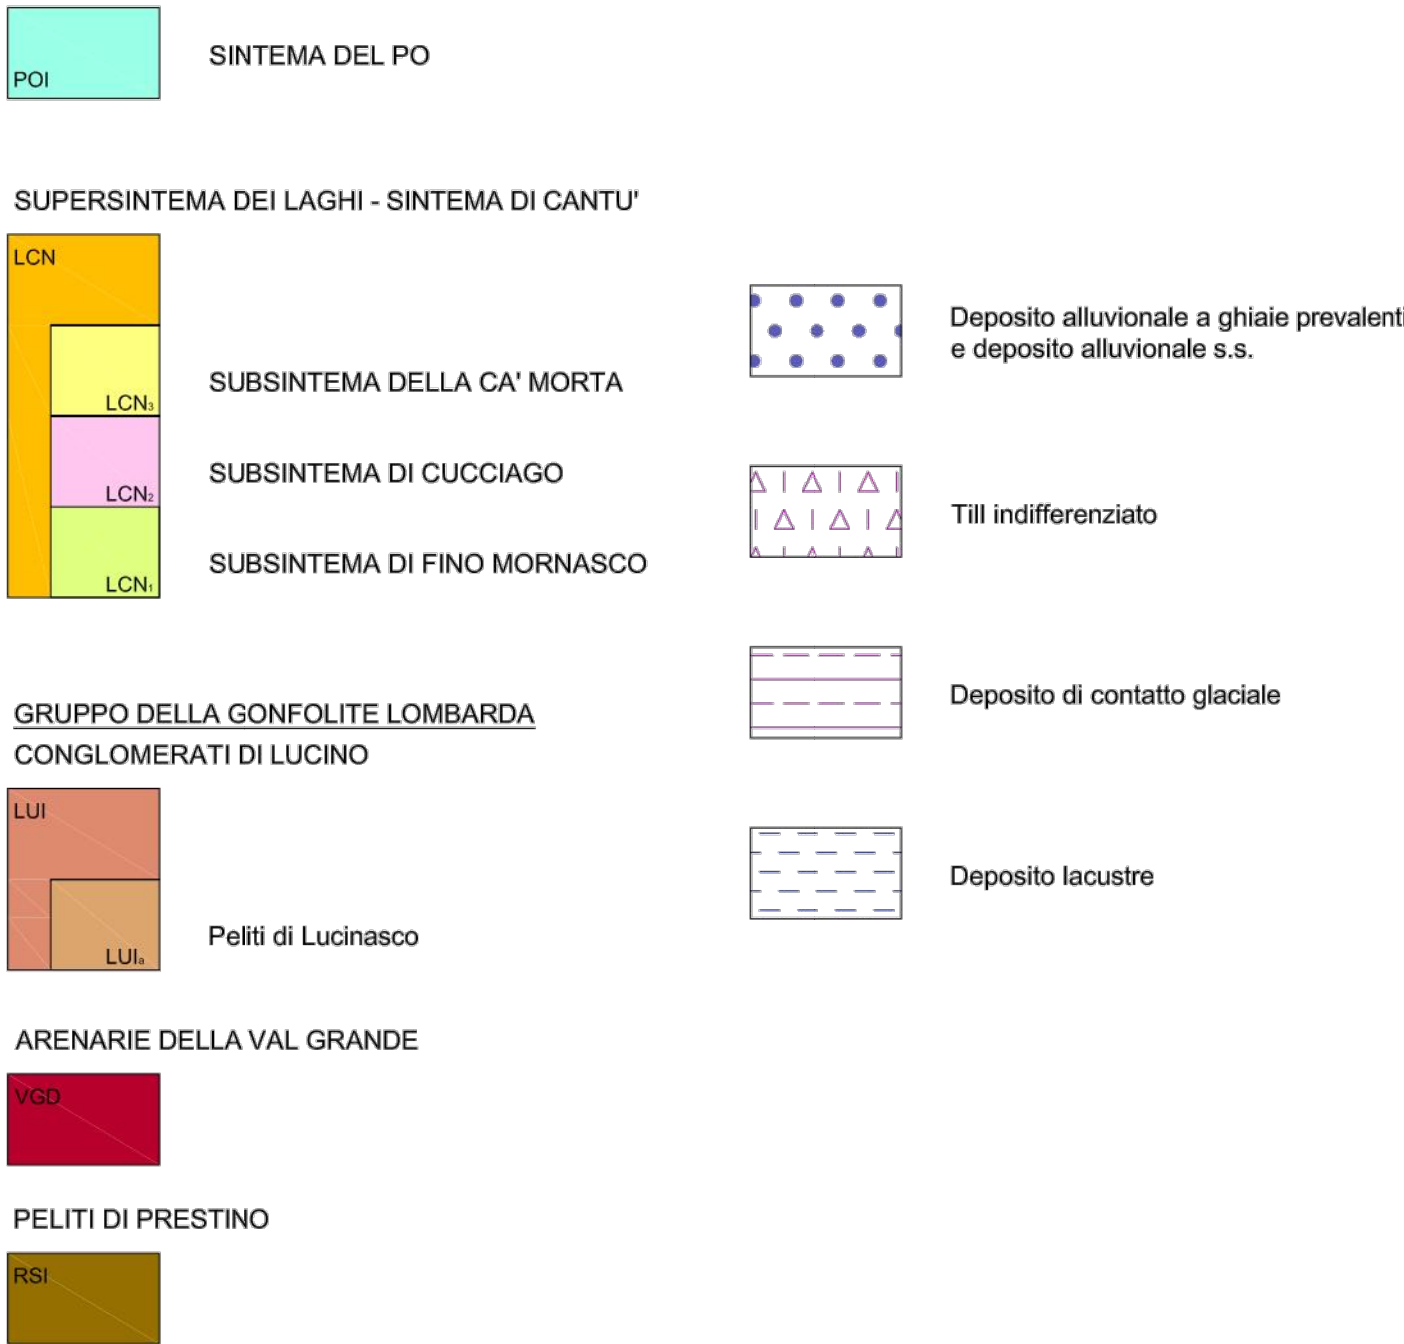 POI
SINTEMA DEL PO
SUPERSINTEMA DEI LAGHI - SINTEMA DI CANTU'
LCN
LCN₃
SUBSINTEMA DELLA CA' MORTA
LCN₂
SUBSINTEMA DI CUCCIAGO
LCN₁
SUBSINTEMA DI FINO MORNASCO
GRUPPO DELLA GONFOLITE LOMBARDA
CONGLOMERATI DI LUCINO
LUI
LUIₐ
Peliti di Lucinasco
ARENARIE DELLA VAL GRANDE
VGD
PELITI DI PRESTINO
RSI
Deposito alluvionale a ghiaie prevalenti
e deposito alluvionale s.s.
Till indifferenziato
Deposito di contatto glaciale
Deposito lacustre